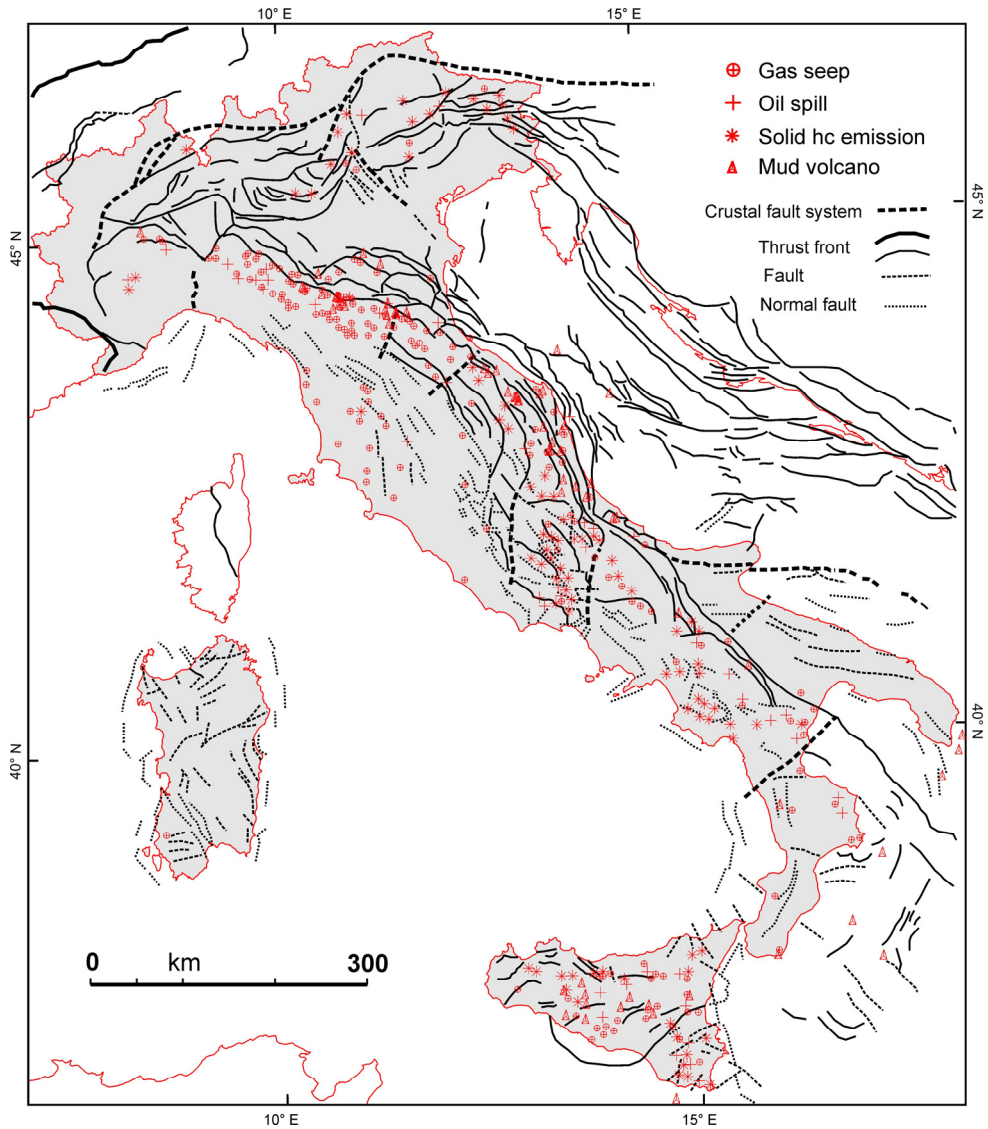 10° E
15° E
Gas seep
Oil spill
Solid hc emission
Mud volcano
45° N
Crustal fault system
45° N
Thrust front
Fault
Normal fault
40° N
40° N
0 km 300
10° E
15° E